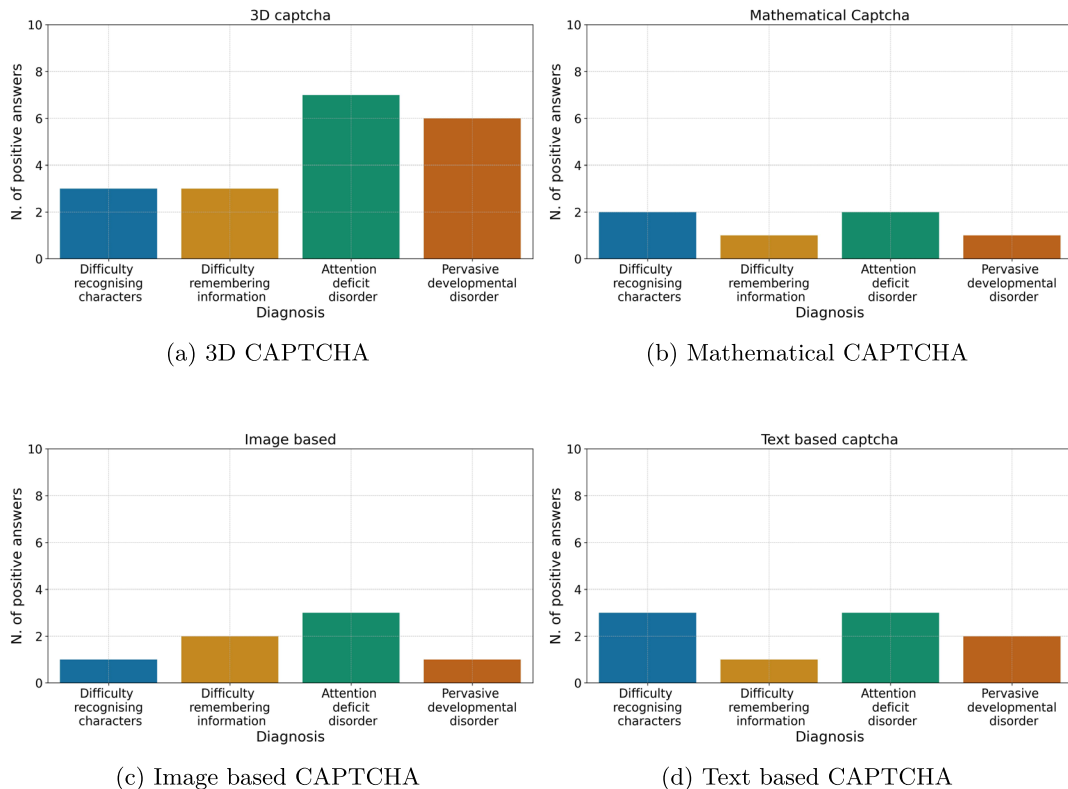 3D captcha
10
8
6
4
2
0
N. of positive answers
Difficulty recognising characters
Difficulty remembering information
Attention deficit disorder
Pervasive developmental disorder
Diagnosis
(a) 3D CAPTCHA
Mathematical Captcha
10
8
6
4
2
0
N. of positive answers
Difficulty recognising characters
Difficulty remembering information
Attention deficit disorder
Pervasive developmental disorder
Diagnosis
(b) Mathematical CAPTCHA
Image based
10
8
6
4
2
0
N. of positive answers
Difficulty recognising characters
Difficulty remembering information
Attention deficit disorder
Pervasive developmental disorder
Diagnosis
(c) Image based CAPTCHA
Text based captcha
10
8
6
4
2
0
N. of positive answers
Difficulty recognising characters
Difficulty remembering information
Attention deficit disorder
Pervasive developmental disorder
Diagnosis
(d) Text based CAPTCHA